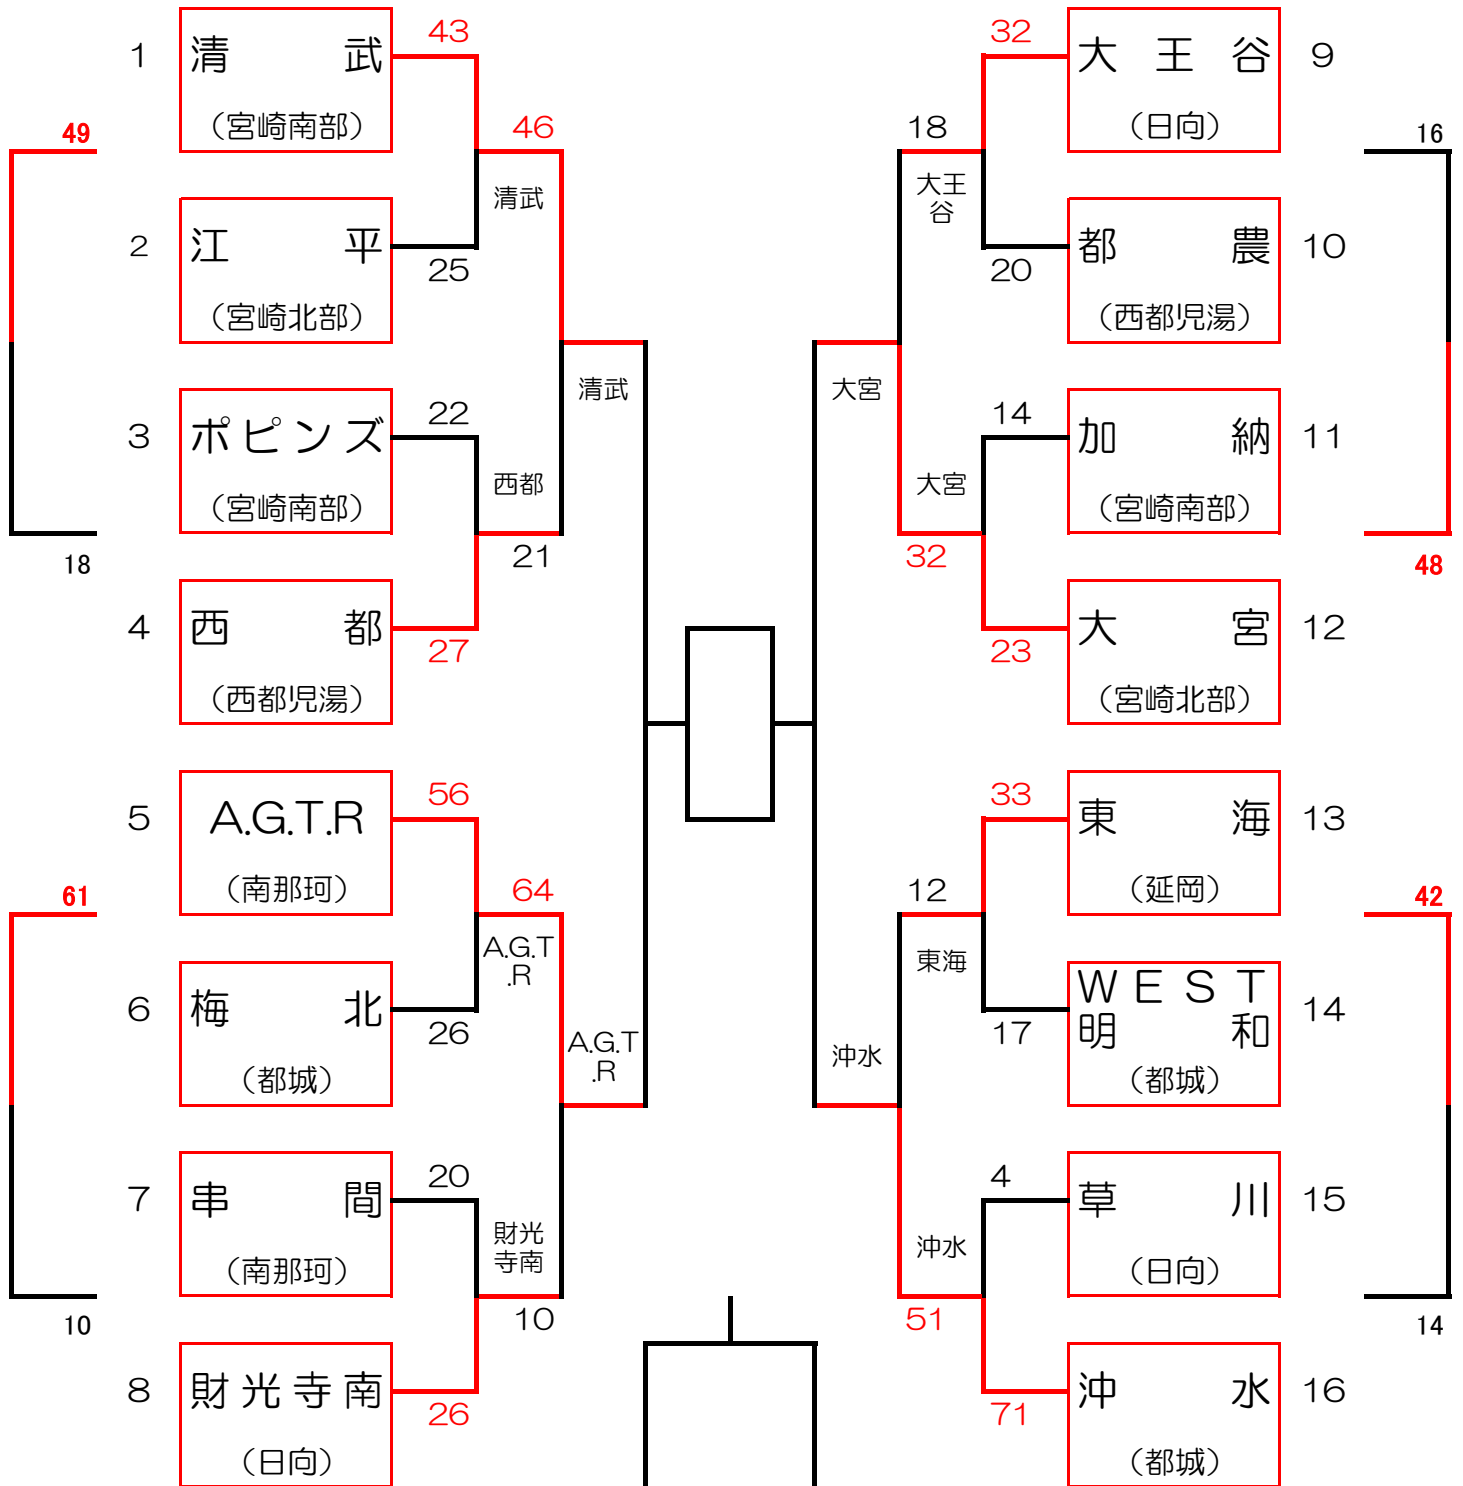 43
1
清武
(宮崎南部)
49
46
清武
2
江平
25
(宮崎北部)
清武
3
ポピンズ
22
(宮崎南部)
西都
21
18
4
西都
27
(西都児湯)
5
A.G.T.R
56
(南那珂)
61
64
A.G.T
.R
6
梅北
26
(都城)
A.G.T
.R
7
串間
20
(南那珂)
財光
寺南
10
10
8
財光寺南
26
(日向)
32
大王谷
9
(日向)
18
16
大王
谷
都農
10
20
(西都児湯)
大宮
14
加納
11
(宮崎南部)
大宮
32
48
大宮
12
23
(宮崎北部)
33
東海
13
(延岡)
12
42
東海
WEST
明和
14
17
(都城)
沖水
4
草川
15
(日向)
沖水
51
14
沖水
16
71
(都城)